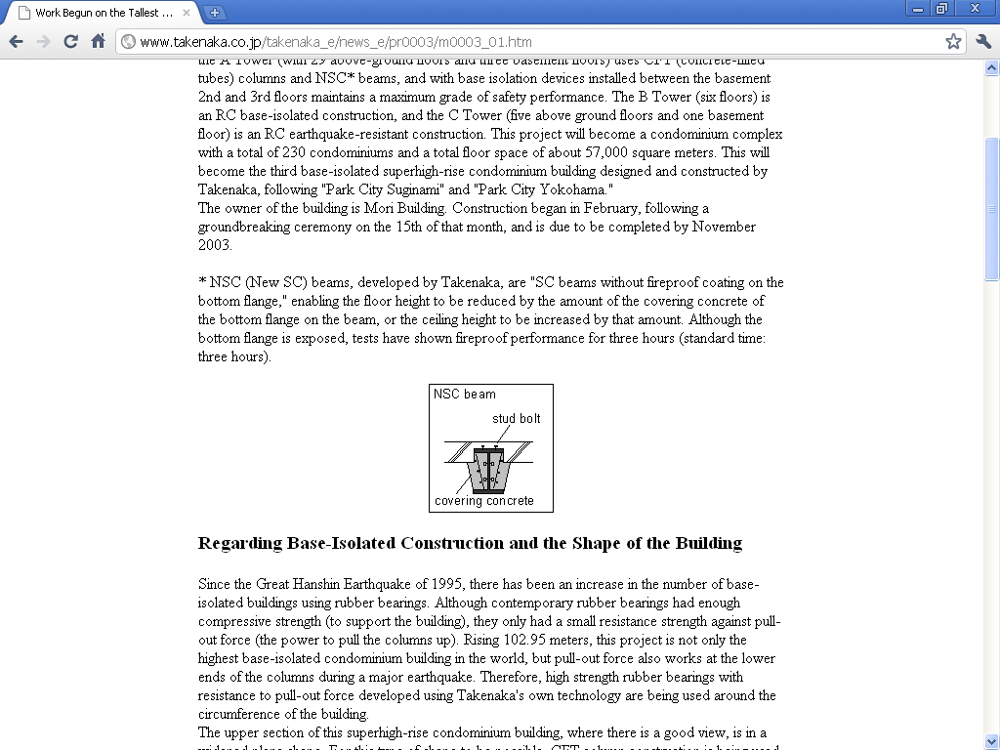 Work Begun on the Tallest ...
www.takenaka.co.jp/takenaka_e/news_e/pr0003/m0003_01.htm
the A Tower (with 29 above-ground floors and three basement floors) uses CFT (concrete-filled
tubes) columns and NSC* beams, and with base isolation devices installed between the basement
2nd and 3rd floors maintains a maximum grade of safety performance. The B Tower (six floors) is
an RC base-isolated construction, and the C Tower (five above ground floors and one basement
floor) is an RC earthquake-resistant construction. This project will become a condominium complex
with a total of 230 condominiums and a total floor space of about 57,000 square meters. This will
become the third base-isolated superhigh-rise condominium building designed and constructed by
Takenaka, following "Park City Suginami" and "Park City Yokohama."
The owner of the building is Mori Building. Construction began in February, following a
groundbreaking ceremony on the 15th of that month, and is due to be completed by November
2003.
* NSC (New SC) beams, developed by Takenaka, are "SC beams without fireproof coating on the
bottom flange," enabling the floor height to be reduced by the amount of the covering concrete of
the bottom flange on the beam, or the ceiling height to be increased by that amount. Although the
bottom flange is exposed, tests have shown fireproof performance for three hours (standard time:
three hours).
NSC beam
stud bolt
covering concrete
Regarding Base-Isolated Construction and the Shape of the Building
Since the Great Hanshin Earthquake of 1995, there has been an increase in the number of base-
isolated buildings using rubber bearings. Although contemporary rubber bearings had enough
compressive strength (to support the building), they only had a small resistance strength against pull-
out force (the power to pull the columns up). Rising 102.95 meters, this project is not only the
highest base-isolated condominium building in the world, but pull-out force also works at the lower
ends of the columns during a major earthquake. Therefore, high strength rubber bearings with
resistance to pull-out force developed using Takenaka's own technology are being used around the
circumference of the building.
The upper section of this superhigh-rise condominium building, where there is a good view, is in a
widened plane shape. For this type of shape to be possible, CFT column construction is being used